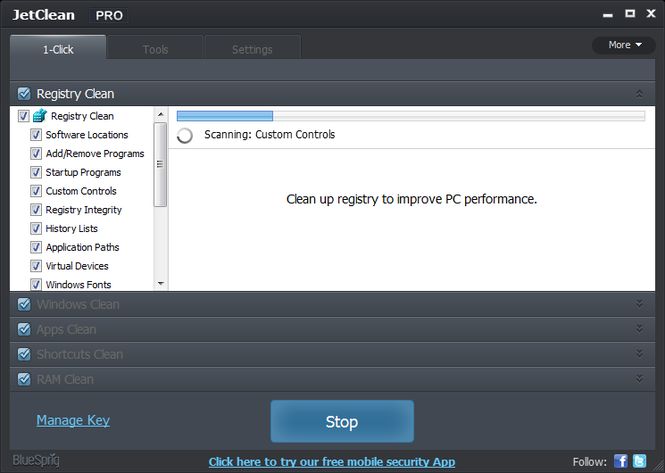 JetClean PRO
1-Click Tools Settings More
Registry Clean
Registry Clean
Software Locations
Add/Remove Programs
Startup Programs
Custom Controls
Registry Integrity
History Lists
Application Paths
Virtual Devices
Windows Fonts
Scanning: Custom Controls
Clean up registry to improve PC performance.
Windows Clean
Apps Clean
Shortcuts Clean
RAM Clean
Manage Key
Stop
BlueSprig
Click here to try our free mobile security App
Follow: